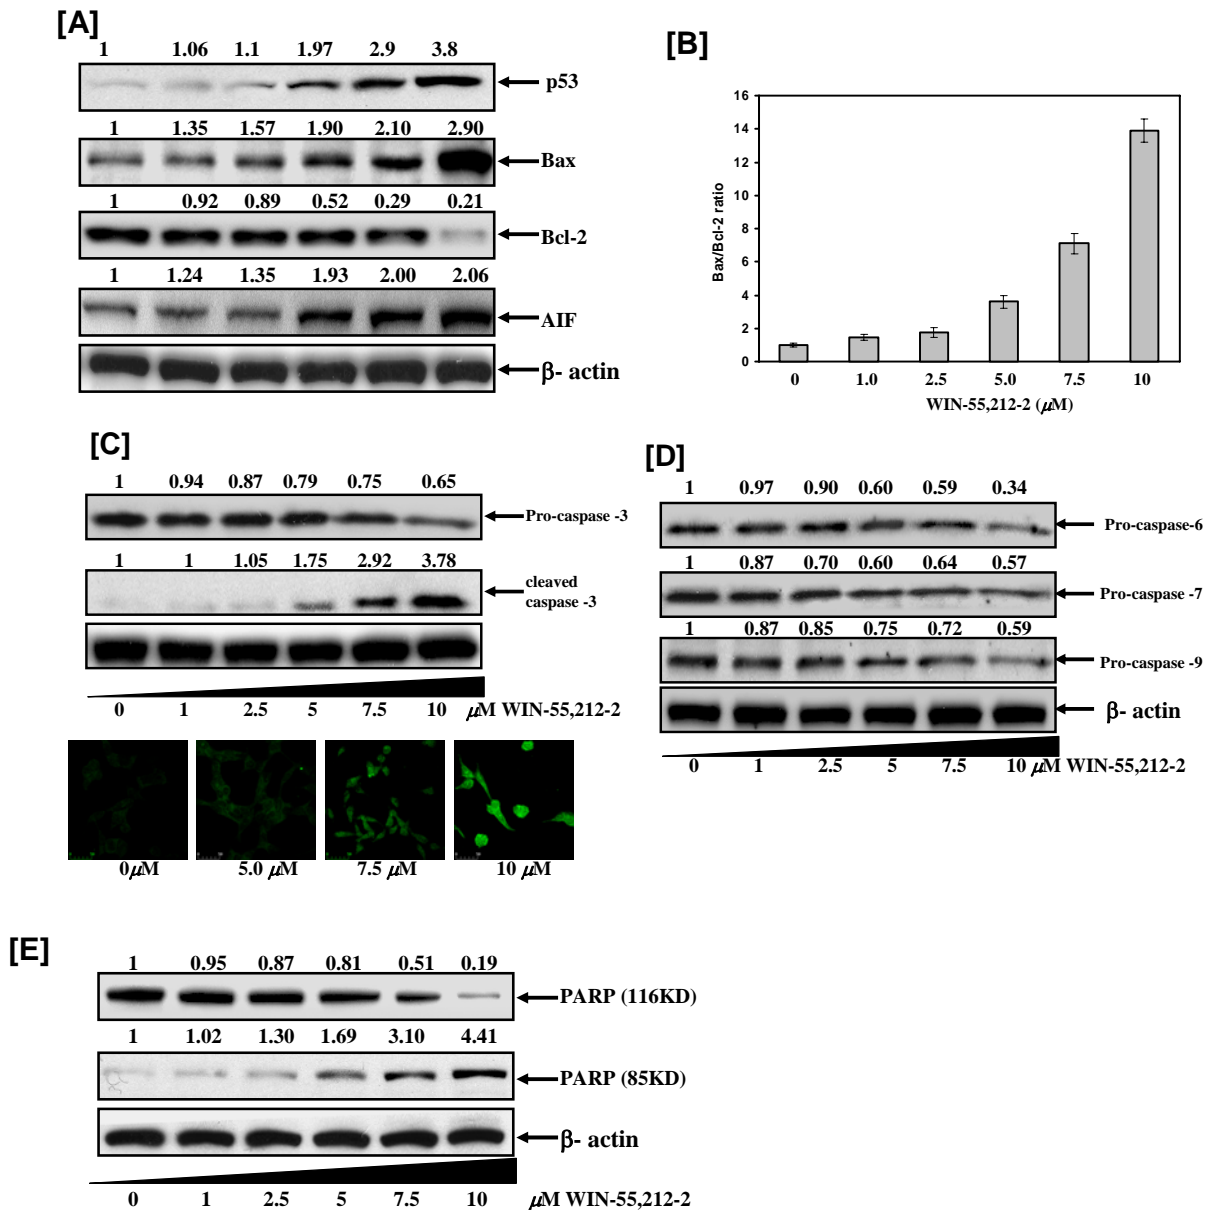 [A]
1 1.06 1.1 1.97 2.9 3.8
p53
1 1.35 1.57 1.90 2.10 2.90
Bax
1 0.92 0.89 0.52 0.29 0.21
Bcl-2
1 1.24 1.35 1.93 2.00 2.06
AIF
β- actin
[B]
16
14
12
10
8
6
4
2
0
Bax/Bcl-2 ratio
0 1.0 2.5 5.0 7.5 10
WIN-55,212-2 (μM)
[C]
1 0.94 0.87 0.79 0.75 0.65
Pro-caspase -3
1 1 1.05 1.75 2.92 3.78
cleaved
caspase -3
0 1 2.5 5 7.5 10 μM WIN-55,212-2
0μM 5.0 μM 7.5 μM 10 μM
[D]
1 0.97 0.90 0.60 0.59 0.34
Pro-caspase-6
1 0.87 0.70 0.60 0.64 0.57
Pro-caspase -7
1 0.87 0.85 0.75 0.72 0.59
Pro-caspase -9
β- actin
0 1 2.5 5 7.5 10 μM WIN-55,212-2
[E]
1 0.95 0.87 0.81 0.51 0.19
PARP (116KD)
1 1.02 1.30 1.69 3.10 4.41
PARP (85KD)
β- actin
0 1 2.5 5 7.5 10 μM WIN-55,212-2